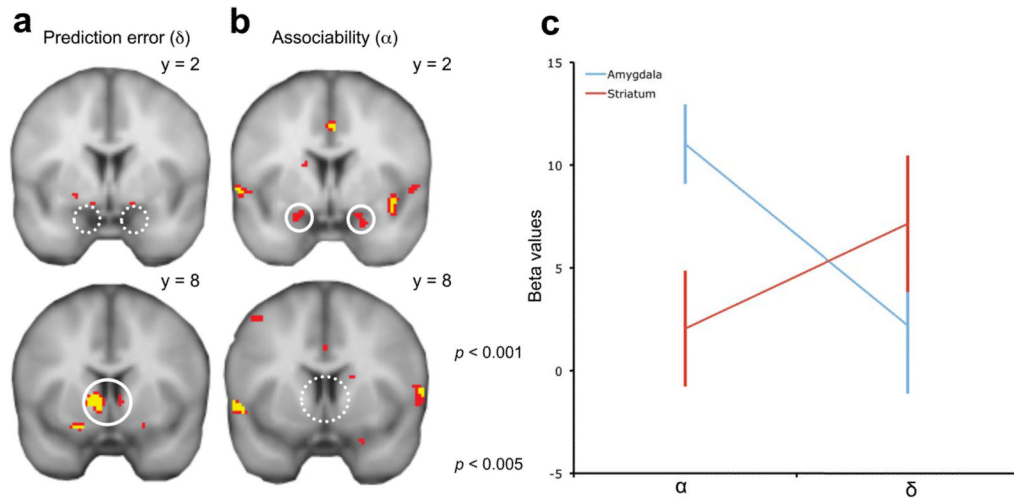 a
Prediction error (δ)
y = 2
y = 8
b
Associability (α)
y = 2
y = 8
p < 0.001
p < 0.005
c
Amygdala
Striatum
Beta values
15
10
5
0
-5
α
δ